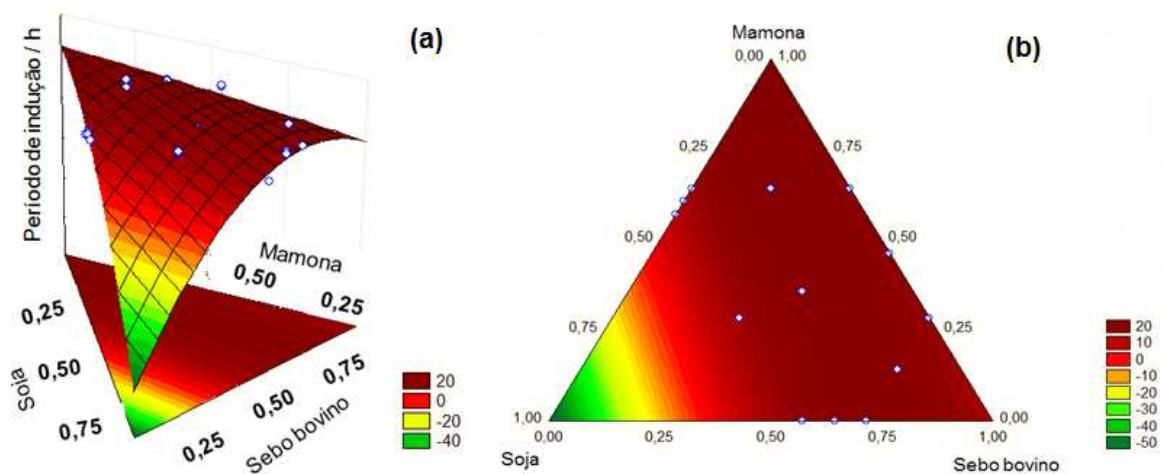 (a)
Período de indução / h
Mamona
0,50
0,25
0,25
0,50
0,75
Soja
0,75
0,50
0,25
Sebo bovino
20
0
-20
-40
(b)
Mamona
0,00 1,00
0,25 0,75
0,50 0,50
0,75 0,25
1,00 0,00
0,00 0,25 0,50 0,75 1,00
Soja Sebo bovino
20
10
0
-10
-20
-30
-40
-50